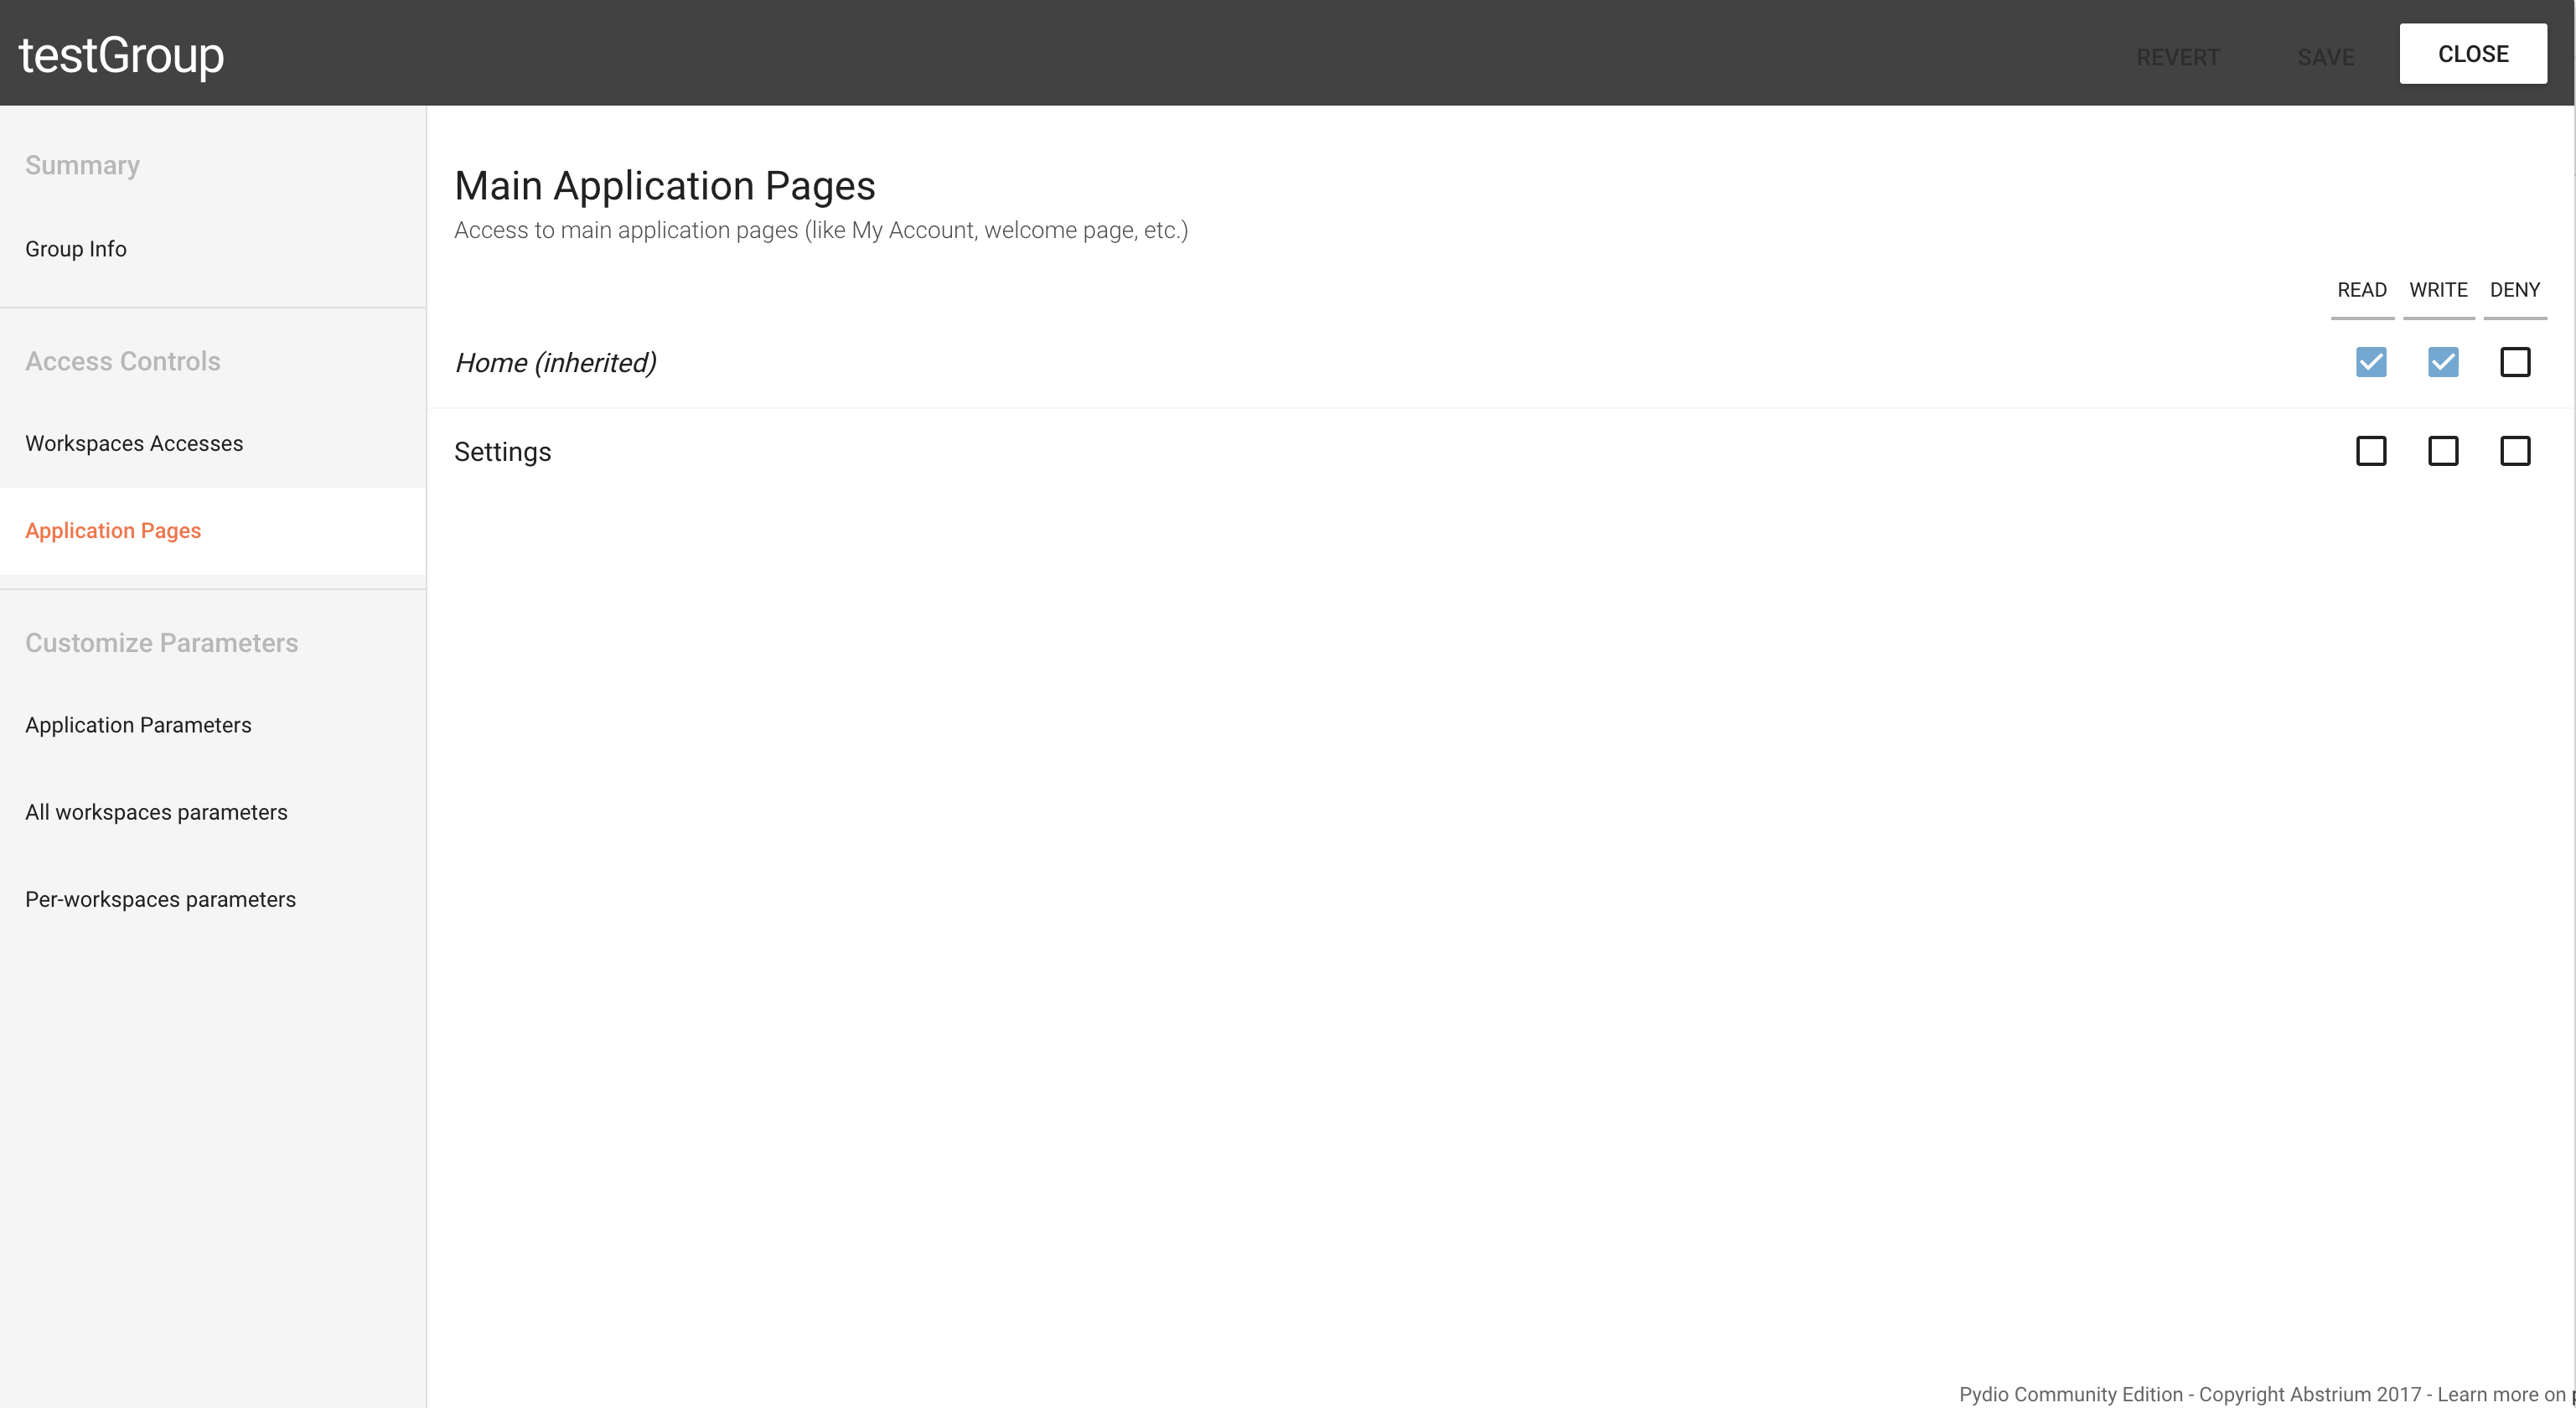 testGroup
REVERT SAVE CLOSE
Summary
Group Info
Access Controls
Workspaces Accesses
Application Pages
Customize Parameters
Application Parameters
All workspaces parameters
Per-workspaces parameters
Main Application Pages
Access to main application pages (like My Account, welcome page, etc.)
READ WRITE DENY
Home (inherited)
Settings
Pydio Community Edition - Copyright Abstrium 2017 - Learn more on